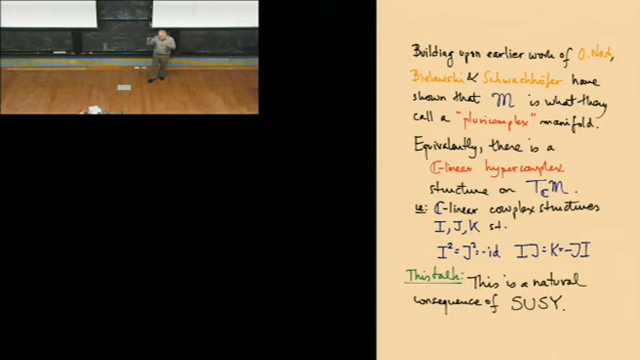 Building upon earlier work of O. Nash,
Bielawski & Schwachhöfer have
shown that M is what they
call a "pluricomplex" manifold.
Equivalently, there is a
ℂ-linear hypercomplex
structure on T_ℂ M.
ie: ℂ-linear complex structures
I, J, K st.
I² = J² = -id IJ = K = -JI
This talk: This is a natural
consequence of SUSY.